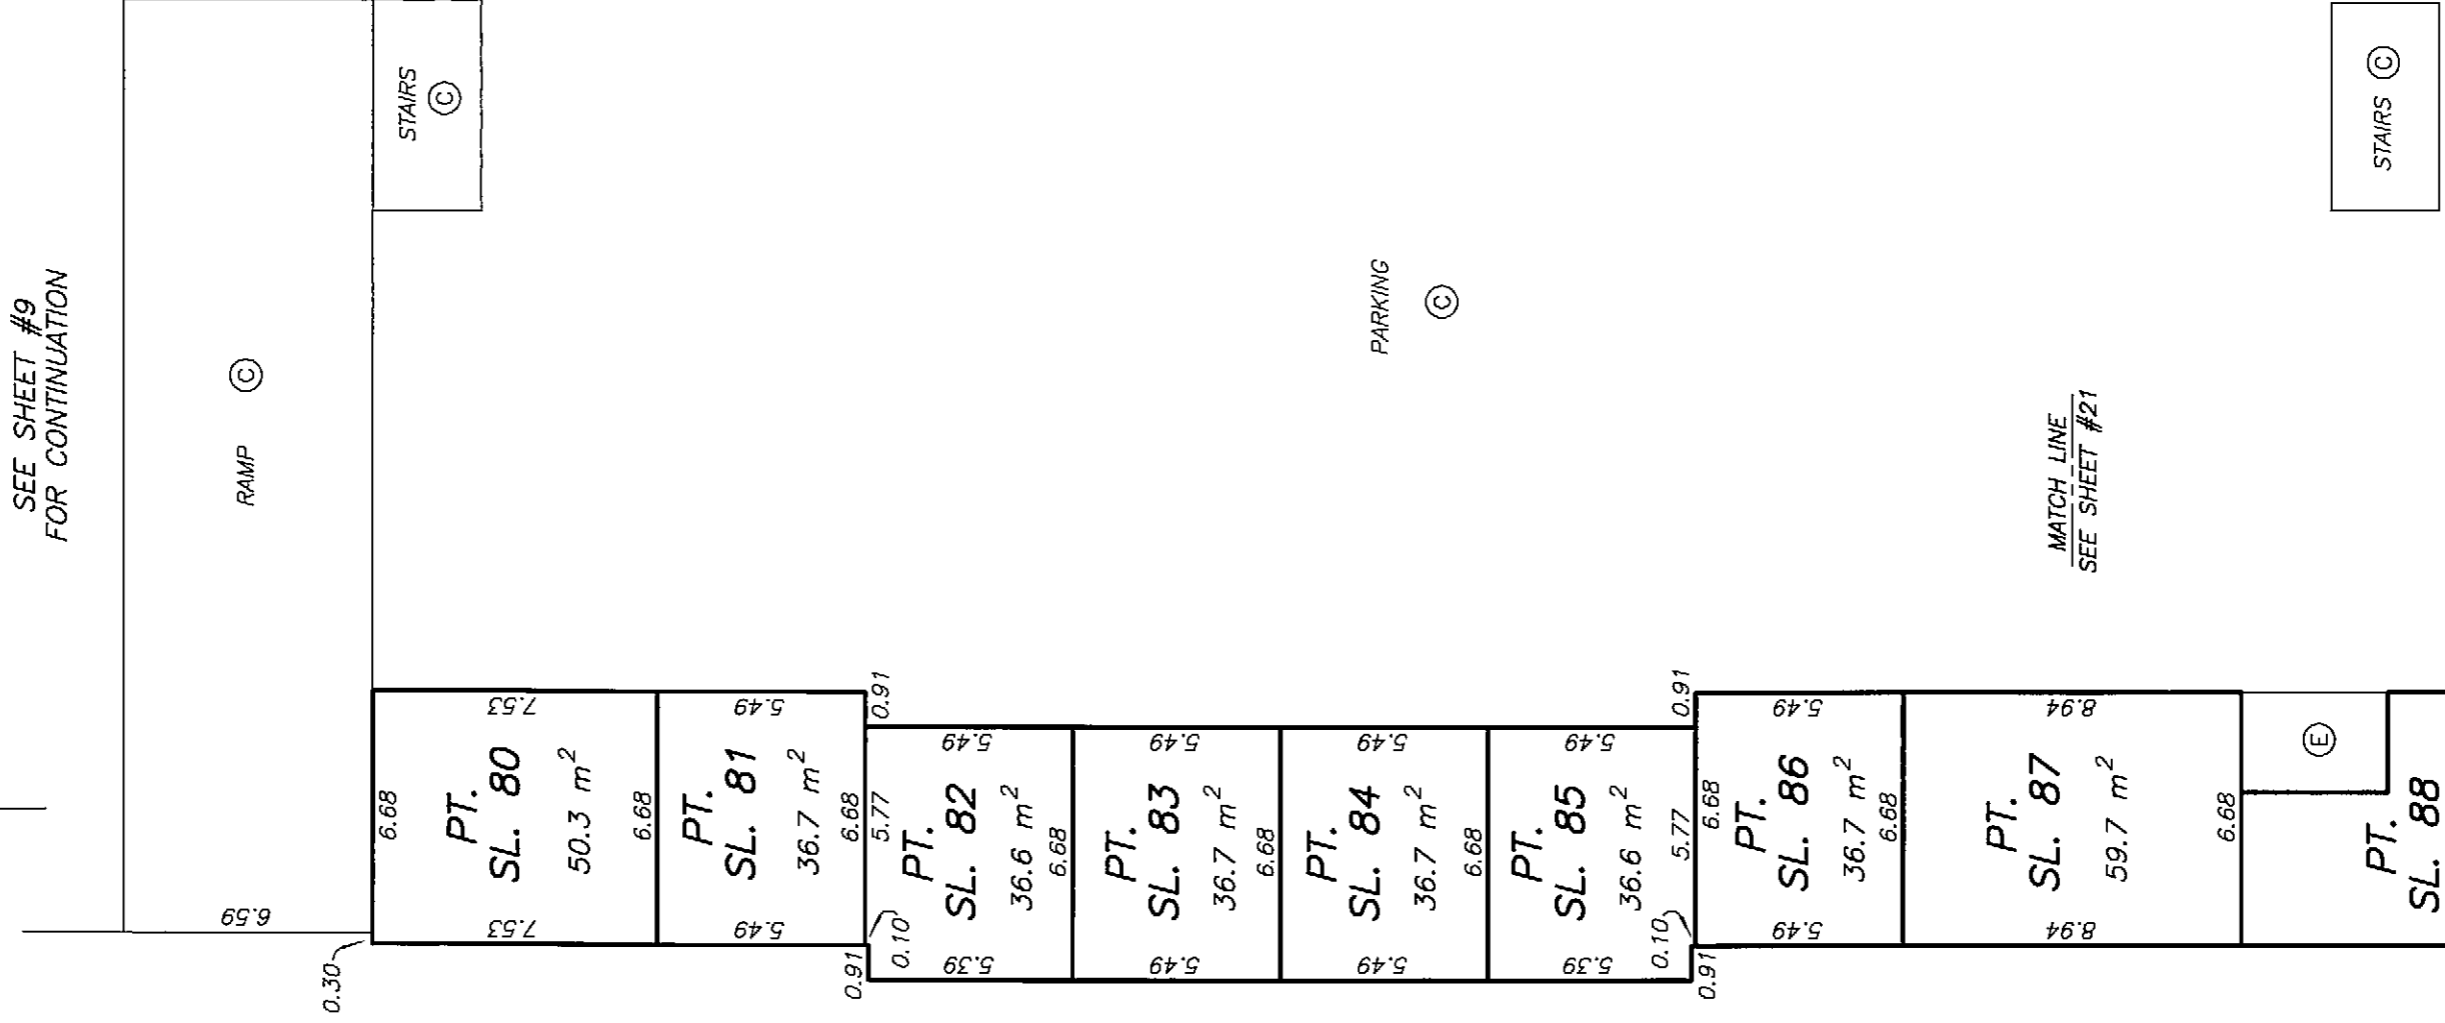 SEE SHEET #9
FOR CONTINUATION
RAMP Ⓒ
6.59
0.30
STAIRS
Ⓒ
6.68
7.53
PT.
SL. 80
50.3 m²
7.53
6.68
5.49
PT.
SL. 81
36.7 m²
5.49
6.68
0.91
0.91
5.77
0.10
5.49
PT.
SL. 82
36.6 m²
5.39
6.68
5.49
PT.
SL. 83
36.7 m²
5.49
6.68
5.49
PT.
SL. 84
36.7 m²
5.49
6.68
5.49
PT.
SL. 85
36.6 m²
5.39
0.10
5.77
0.91
0.91
6.68
5.49
PT.
SL. 86
36.7 m²
5.49
6.68
8.94
PT.
SL. 87
59.7 m²
8.94
6.68
Ⓔ
PT.
SL. 88
PARKING
Ⓒ
MATCH LINE
SEE SHEET #21
STAIRS Ⓒ